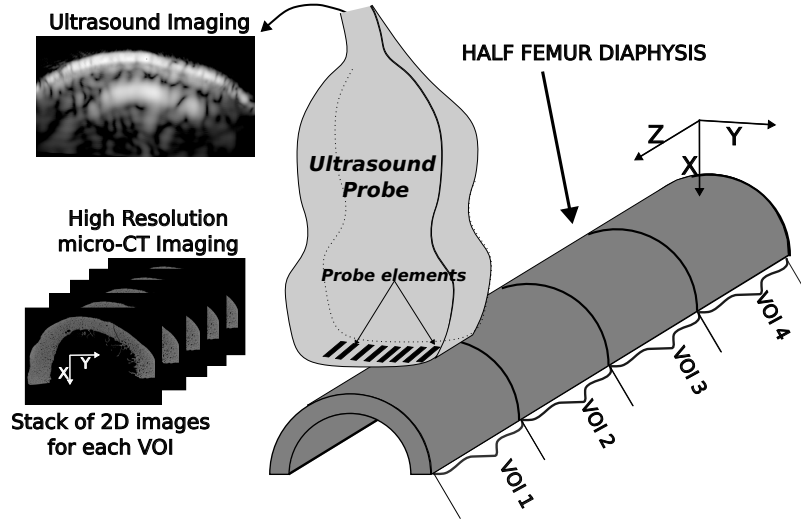 Ultrasound Imaging
HALF FEMUR DIAPHYSIS
Z
Y
X
Ultrasound
Probe
High Resolution
micro-CT Imaging
Probe elements
X
Y
Stack of 2D images
for each VOI
VOI 1
VOI 2
VOI 3
VOI 4